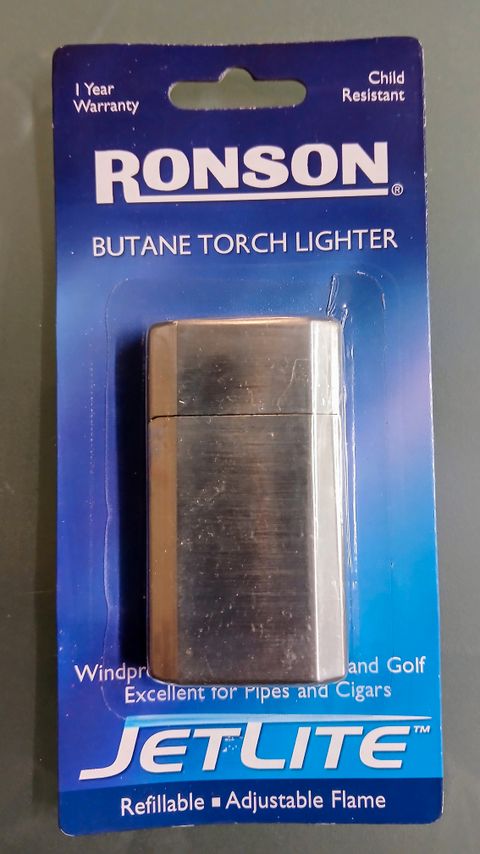 1 Year
Warranty
Child
Resistant
RONSON®
BUTANE TORCH LIGHTER
and Golf
Excellent for Pipes and Cigars
JETLITE™
Refillable ▪ Adjustable Flame